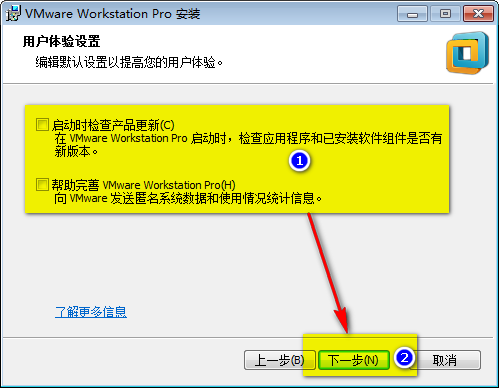 VMware Workstation Pro 安装
用户体验设置
编辑默认设置以提高您的用户体验。
启动时检查产品更新(C)
在 VMware Workstation Pro 启动时，检查应用程序和已安装软件组件是否有
新版本。
1
帮助完善 VMware Workstation Pro(H)
向 VMware 发送匿名系统数据和使用情况统计信息。
了解更多信息
上一步(B) 下一步(N) 2 取消